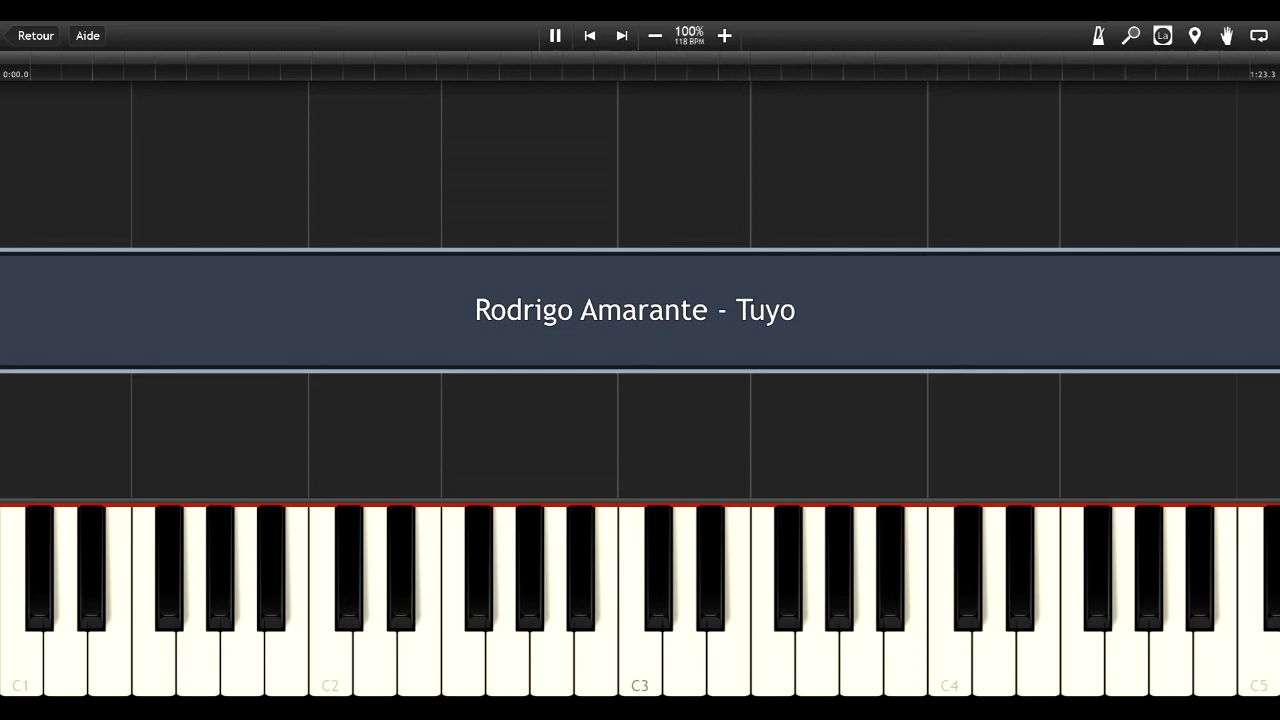 Retour Aide 100% La
118 BPM
0:00.0 1:23.3
Rodrigo Amarante - Tuyo
C1 C2 C3 C4 C5